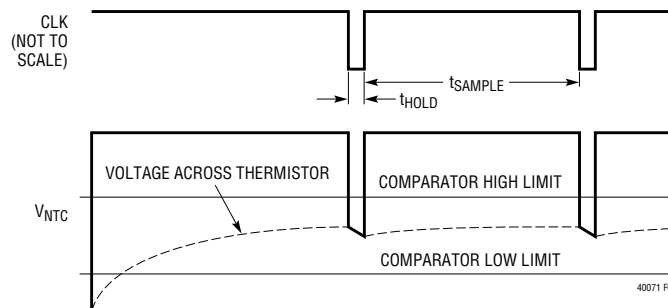 CLK
(NOT TO
SCALE)
tSAMPLE
tHOLD
VOLTAGE ACROSS THERMISTOR
COMPARATOR HIGH LIMIT
VNTC
COMPARATOR LOW LIMIT
40071 F